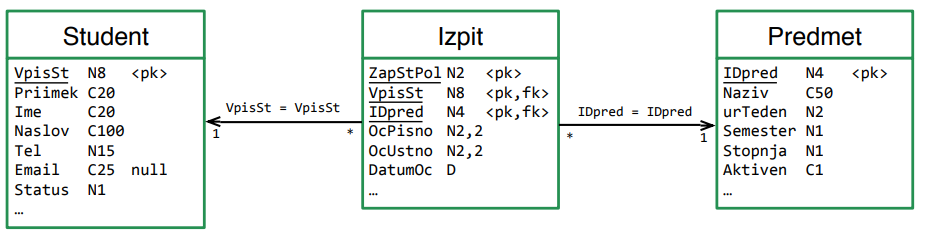 Student
VpisSt N8 <pk>
Priimek C20
Ime C20
Naslov C100
Tel N15
Email C25 null
Status N1
…
VpisSt = VpisSt
1
*
Izpit
ZapStPol N2 <pk>
VpisSt N8 <pk,fk>
IDpred N4 <pk,fk>
OcPisno N2,2
OcUstno N2,2
DatumOc D
…
IDpred = IDpred
*
1
Predmet
IDpred N4 <pk>
Naziv C50
urTeden N2
Semester N1
Stopnja N1
Aktiven C1
…